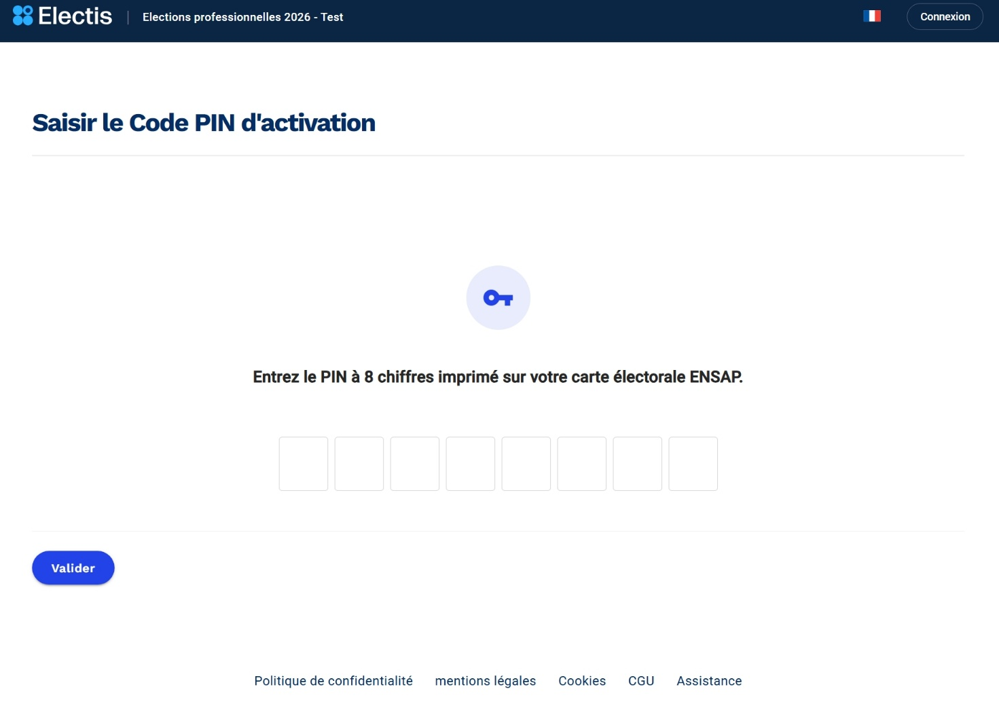 Electis
Elections professionnelles 2026 - Test
Connexion
Saisir le Code PIN d'activation
Entrez le PIN à 8 chiffres imprimé sur votre carte électorale ENSAP.
Valider
Politique de confidentialité mentions légales Cookies CGU Assistance